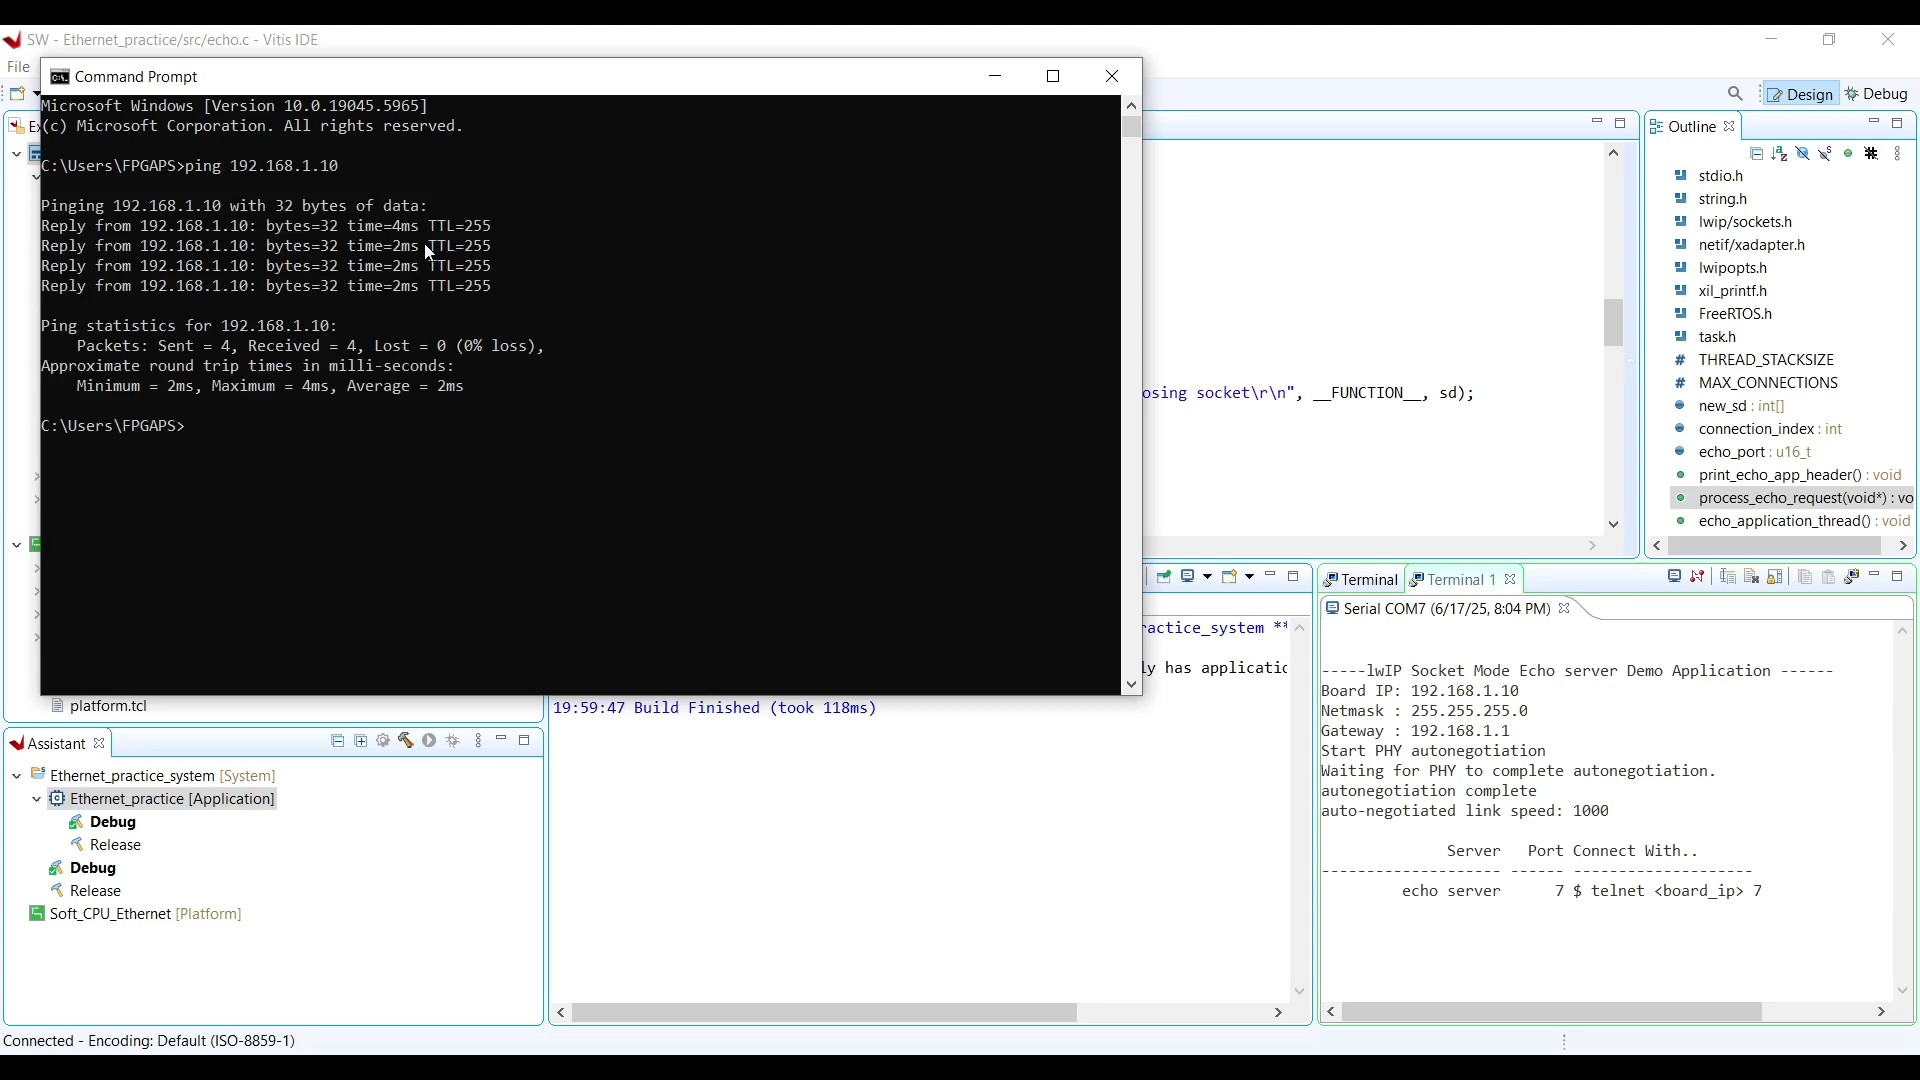 SW - Ethernet_practice/src/echo.c - Vitis IDE
File
Command Prompt
Microsoft Windows [Version 10.0.19045.5965]
(c) Microsoft Corporation. All rights reserved.
C:\Users\FPGAPS>ping 192.168.1.10
Pinging 192.168.1.10 with 32 bytes of data:
Reply from 192.168.1.10: bytes=32 time=4ms TTL=255
Reply from 192.168.1.10: bytes=32 time=2ms TTL=255
Reply from 192.168.1.10: bytes=32 time=2ms TTL=255
Reply from 192.168.1.10: bytes=32 time=2ms TTL=255
Ping statistics for 192.168.1.10:
Packets: Sent = 4, Received = 4, Lost = 0 (0% loss),
Approximate round trip times in milli-seconds:
Minimum = 2ms, Maximum = 4ms, Average = 2ms
C:\Users\FPGAPS>
Design
Debug
osing socket\r\n", __FUNCTION__, sd);
Outline
stdio.h
string.h
lwip/sockets.h
netif/xadapter.h
lwipopts.h
xil_printf.h
FreeRTOS.h
task.h
THREAD_STACKSIZE
MAX_CONNECTIONS
new_sd : int[]
connection_index : int
echo_port : u16_t
print_echo_app_header() : void
process_echo_request(void*) : vo
echo_application_thread() : void
platform.tcl
Assistant
Ethernet_practice_system [System]
Ethernet_practice [Application]
Debug
Release
Debug
Release
Soft_CPU_Ethernet [Platform]
ractice_system **
ly has applicatic
19:59:47 Build Finished (took 118ms)
Terminal
Terminal 1
Serial COM7 (6/17/25, 8:04 PM)
-----lwIP Socket Mode Echo server Demo Application ------
Board IP: 192.168.1.10
Netmask : 255.255.255.0
Gateway : 192.168.1.1
Start PHY autonegotiation
Waiting for PHY to complete autonegotiation.
autonegotiation complete
auto-negotiated link speed: 1000
Server Port Connect With..
-------------------- ------ --------------------
echo server 7 $ telnet <board_ip> 7
Connected - Encoding: Default (ISO-8859-1)